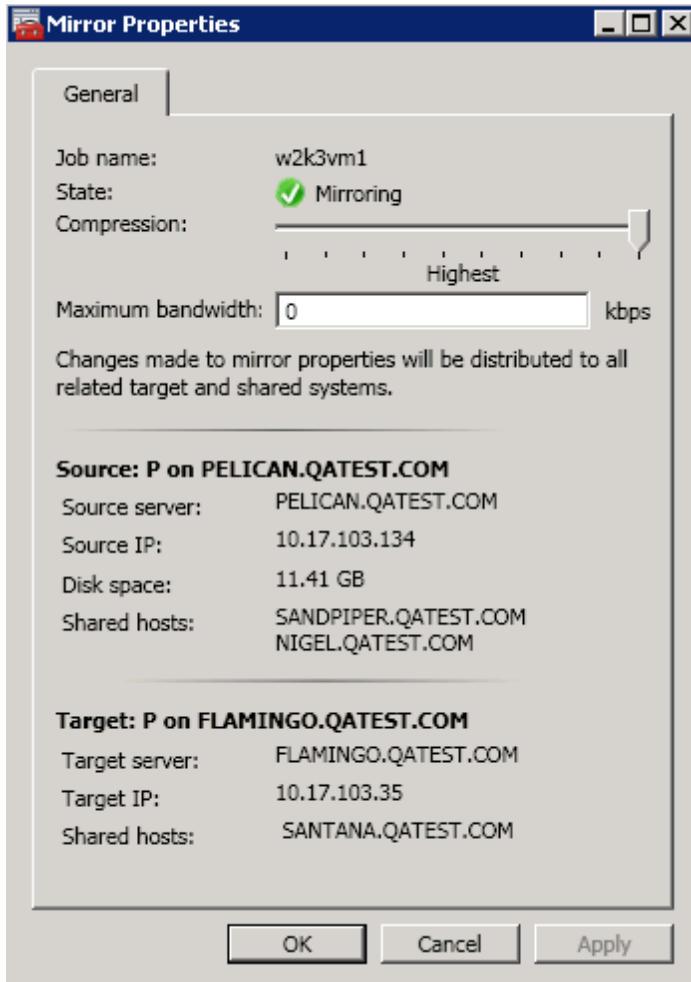 Mirror Properties
General
Job name: w2k3vm1
State: Mirroring
Compression:
Highest
Maximum bandwidth: 0 kbps
Changes made to mirror properties will be distributed to all
related target and shared systems.
Source: P on PELICAN.QATEST.COM
Source server: PELICAN.QATEST.COM
Source IP: 10.17.103.134
Disk space: 11.41 GB
Shared hosts: SANDPIPER.QATEST.COM
NIGEL.QATEST.COM
Target: P on FLAMINGO.QATEST.COM
Target server: FLAMINGO.QATEST.COM
Target IP: 10.17.103.35
Shared hosts: SANTANA.QATEST.COM
OK Cancel Apply